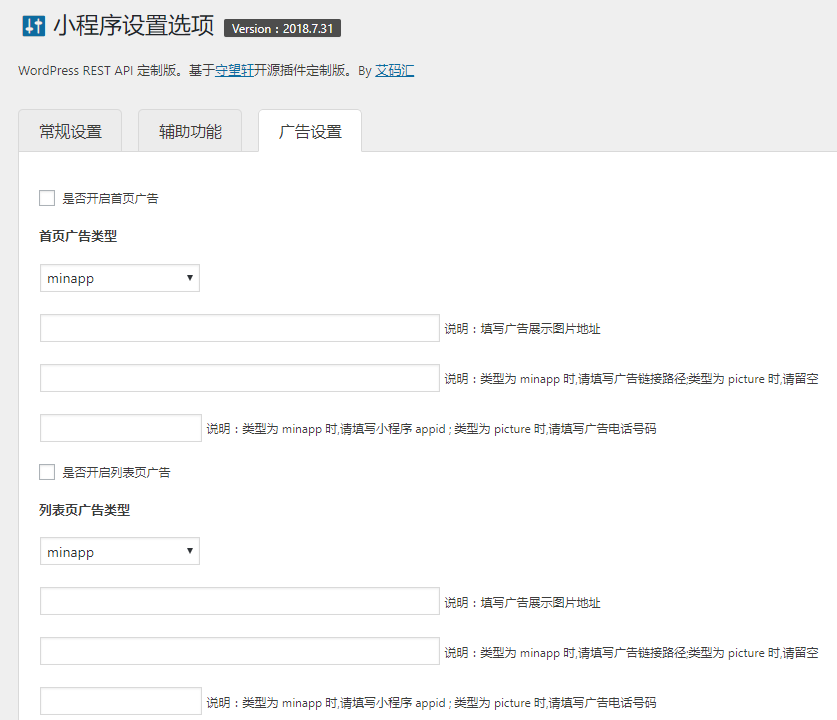 小程序设置选项 Version：2018.7.31
WordPress REST API 定制版。基于守望轩开源插件定制版。By 艾码汇
常规设置 辅助功能 广告设置
是否开启首页广告
首页广告类型
minapp
说明：填写广告展示图片地址
说明：类型为 minapp 时,请填写广告链接路径;类型为 picture 时,请留空
说明：类型为 minapp 时,请填写小程序 appid ; 类型为 picture 时,请填写广告电话号码
是否开启列表页广告
列表页广告类型
minapp
说明：填写广告展示图片地址
说明：类型为 minapp 时,请填写广告链接路径;类型为 picture 时,请留空
说明：类型为 minapp 时,请填写小程序 appid ; 类型为 picture 时,请填写广告电话号码